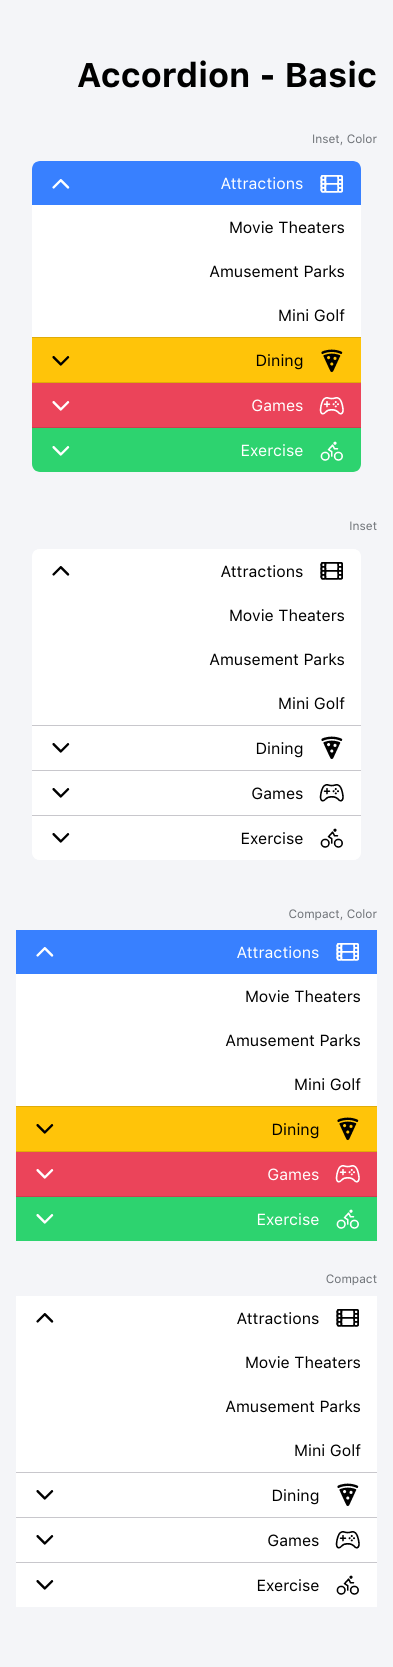 Accordion - Basic
Inset, Color
Attractions
Movie Theaters
Amusement Parks
Mini Golf
Dining
Games
Exercise
Inset
Attractions
Movie Theaters
Amusement Parks
Mini Golf
Dining
Games
Exercise
Compact, Color
Attractions
Movie Theaters
Amusement Parks
Mini Golf
Dining
Games
Exercise
Compact
Attractions
Movie Theaters
Amusement Parks
Mini Golf
Dining
Games
Exercise